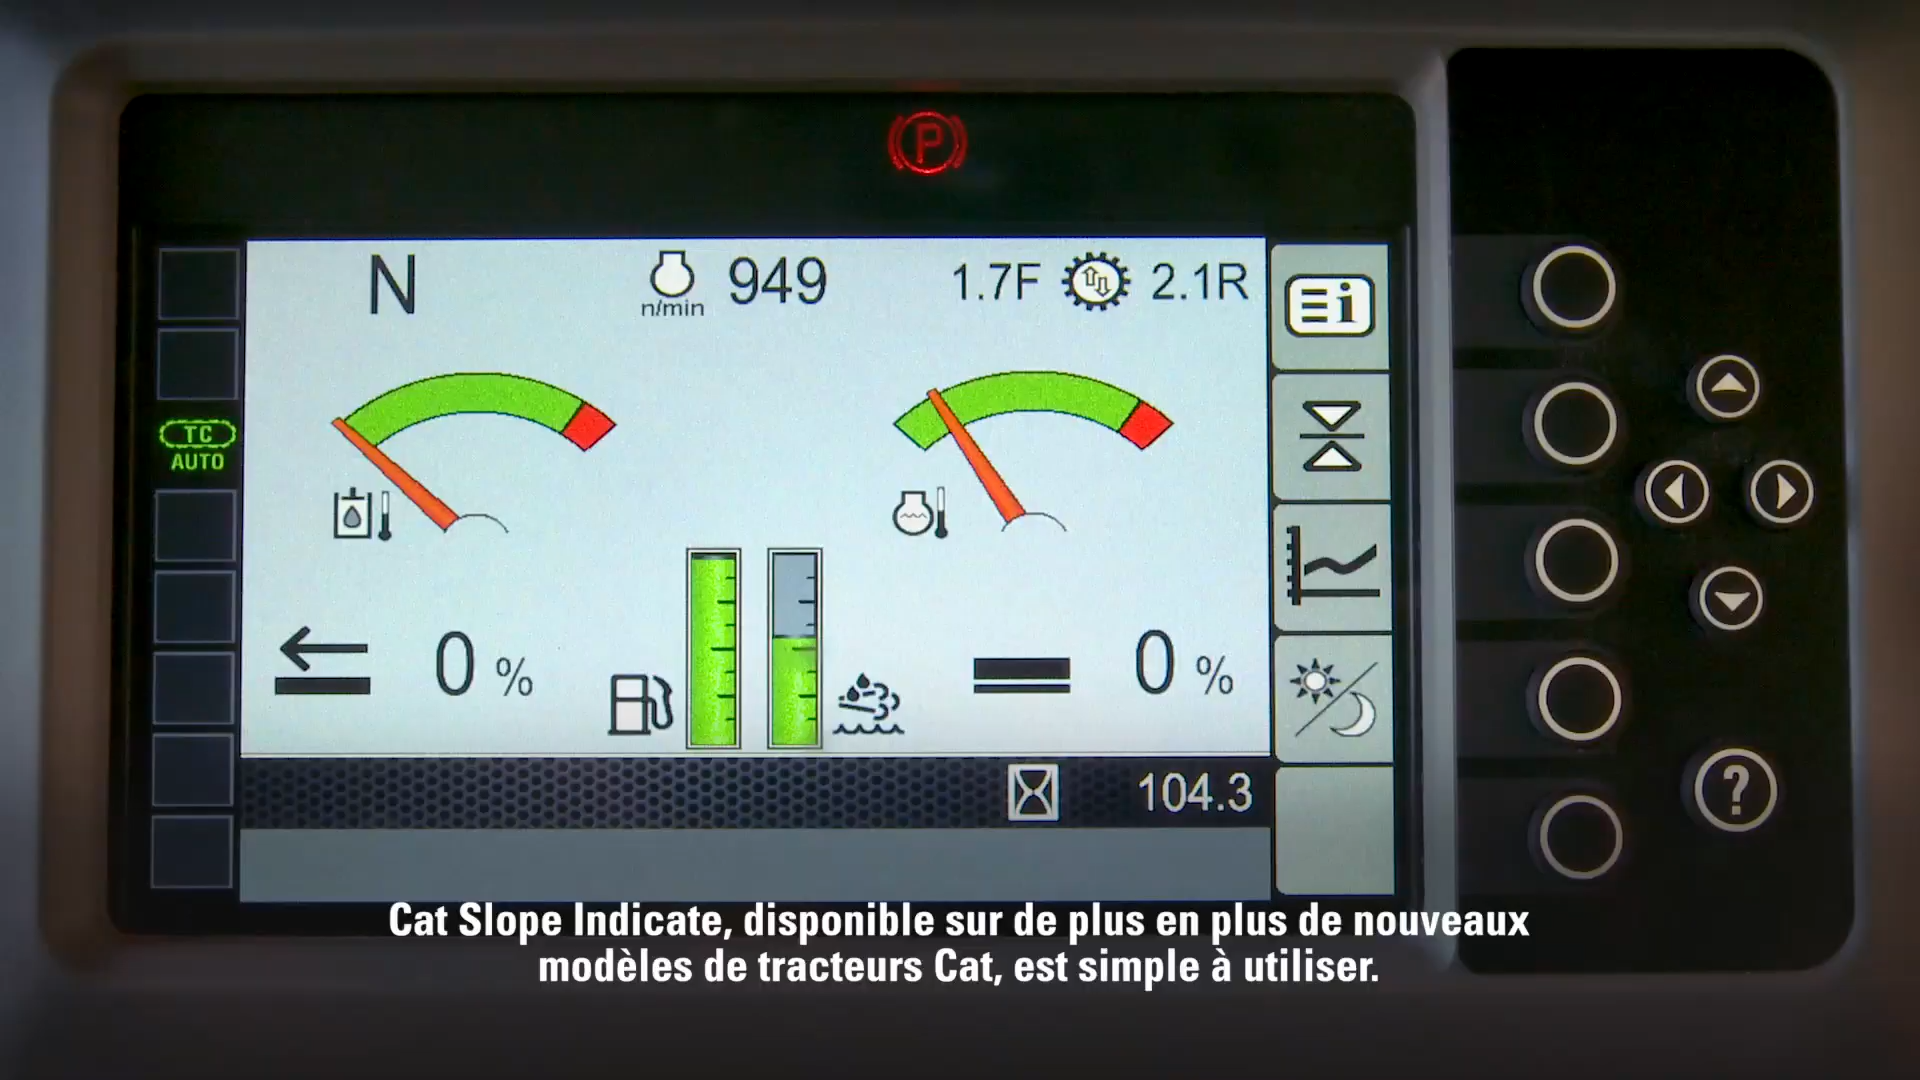 P
N
n/min
949
1.7F
2.1R
TC
AUTO
0 %
0 %
104.3
?
Cat Slope Indicate, disponible sur de plus en plus de nouveaux
modèles de tracteurs Cat, est simple à utiliser.